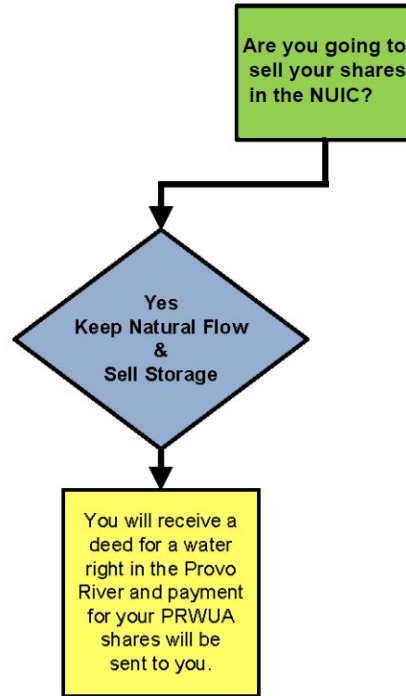 Are you going to
sell your shares
in the NUIC?
Yes
Keep Natural Flow
&
Sell Storage
You will receive a
deed for a water
right in the Provo
River and payment
for your PRWUA
shares will be
sent to you.